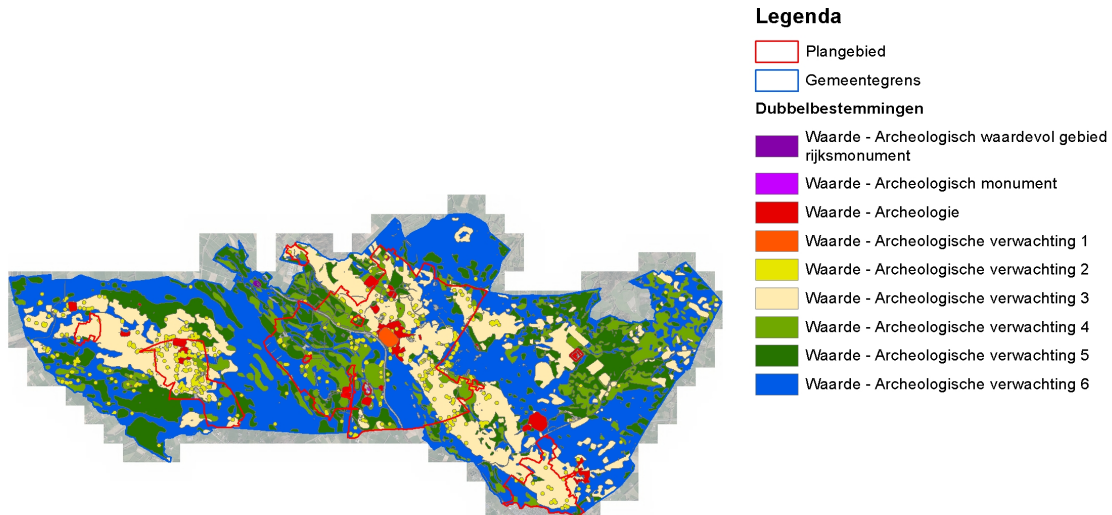 Legenda
Plangebied
Gemeentegrens
Dubbelbestemmingen
Waarde - Archeologisch waardevol gebied
rijksmonument
Waarde - Archeologisch monument
Waarde - Archeologie
Waarde - Archeologische verwachting 1
Waarde - Archeologische verwachting 2
Waarde - Archeologische verwachting 3
Waarde - Archeologische verwachting 4
Waarde - Archeologische verwachting 5
Waarde - Archeologische verwachting 6